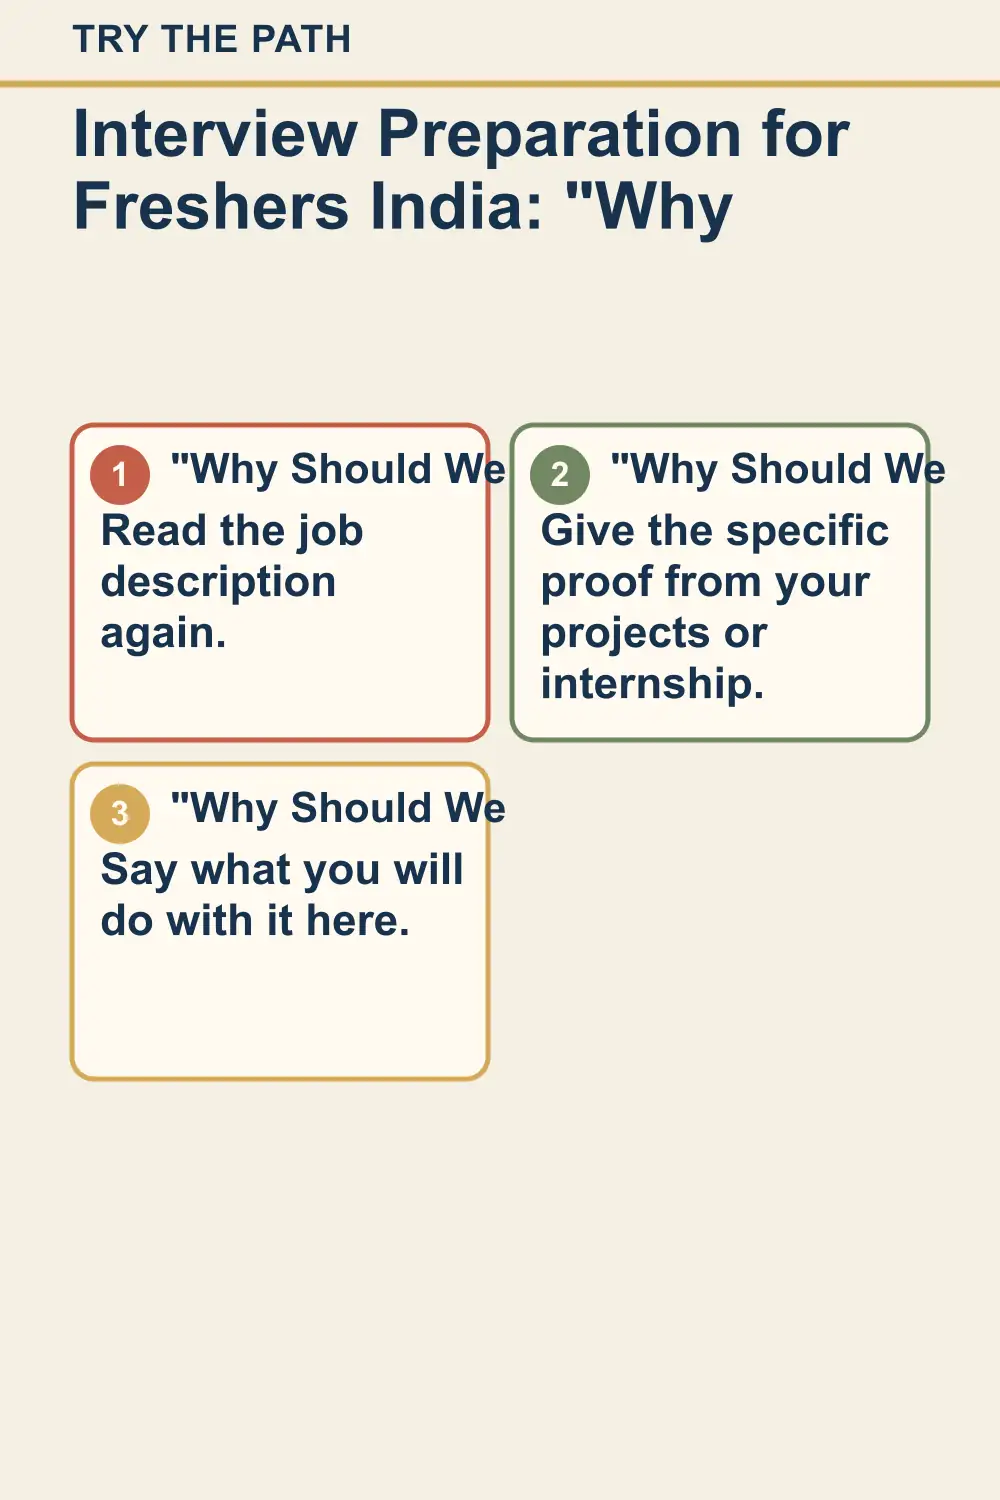 TRY THE PATH
Interview Preparation for
Freshers India: "Why
1 "Why Should We
Read the job
description
again.
2 "Why Should We
Give the specific
proof from your
projects or
internship.
3 "Why Should We
Say what you will
do with it here.